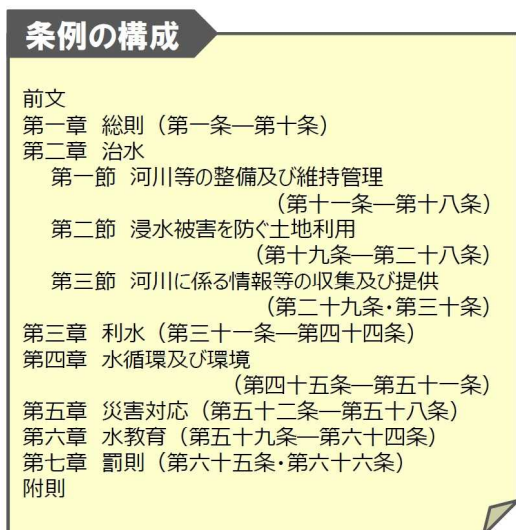 条例の構成
前文
第一章 総則（第一条―第十条）
第二章 治水
第一節 河川等の整備及び維持管理
（第十一条―第十八条）
第二節 浸水被害を防ぐ土地利用
（第十九条―第二十八条）
第三節 河川に係る情報等の収集及び提供
（第二十九条・第三十条）
第三章 利水（第三十一条―第四十四条）
第四章 水循環及び環境
（第四十五条―第五十一条）
第五章 災害対応（第五十二条―第五十八条）
第六章 水教育（第五十九条―第六十四条）
第七章 罰則（第六十五条・第六十六条）
附則